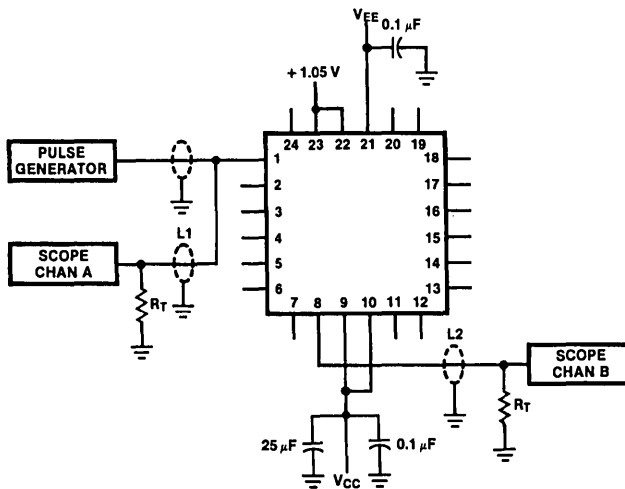 VEE 0.1 µF
+ 1.05 V
24 23 22 21 20 19
PULSE
GENERATOR
1 18
2 17
3 16
L1
4 15
SCOPE
CHAN A
5 14
6 13
RT
7 8 9 10 11 12
L2
SCOPE
CHAN B
RT
25 µF 0.1 µF
VCC